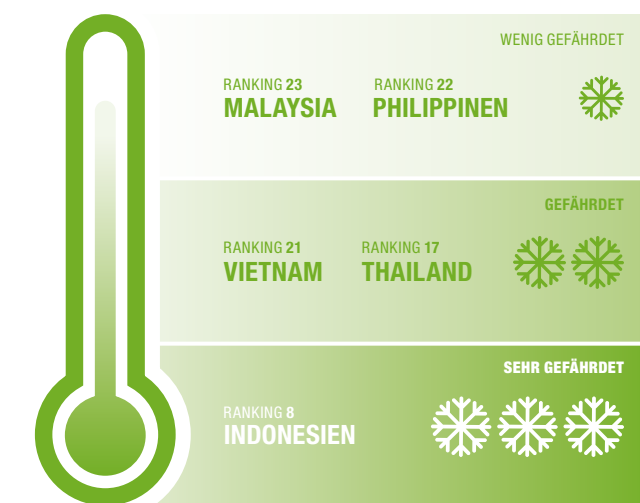 WENIG GEFÄHRDET
RANKING 23 RANKING 22
MALAYSIA PHILIPPINEN
GEFÄHRDET
RANKING 21 RANKING 17
VIETNAM THAILAND
SEHR GEFÄHRDET
RANKING 8
INDONESIEN